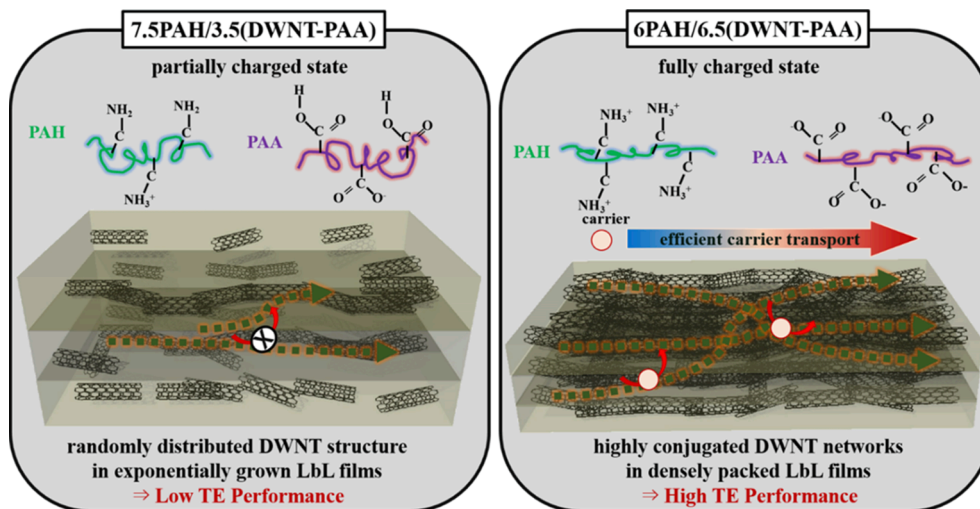 7.5PAH/3.5(DWNT-PAA)
partially charged state
NH₂
NH₂
H
H
O
O
C
C
C
C
O
O
PAH
PAA
C
C
NH₃⁺
O
O⁻
randomly distributed DWNT structure
in exponentially grown LbL films
⇒ Low TE Performance
6PAH/6.5(DWNT-PAA)
fully charged state
NH₃⁺
NH₃⁺
⁻O
O
⁻O
O
C
C
C
C
PAH
PAA
C
C
C
C
NH₃⁺
NH₃⁺
O
O-
O
O-
carrier
efficient carrier transport
highly conjugated DWNT networks
in densely packed LbL films
⇒ High TE Performance